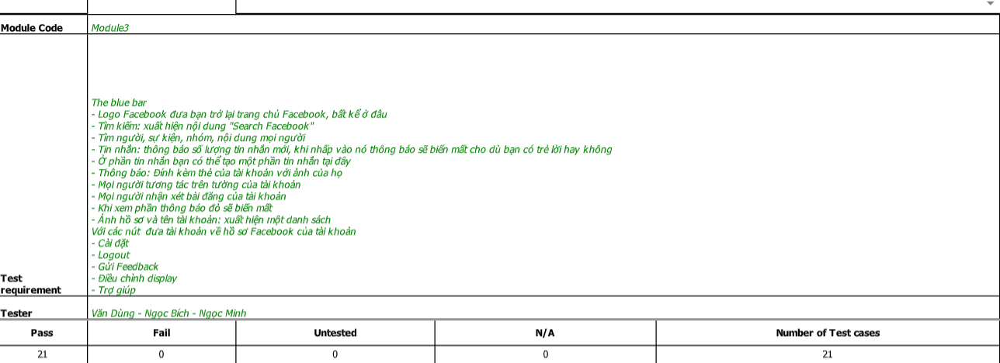 Module Code Module3
The blue bar
- Logo Facebook đưa bạn trở lại trang chủ Facebook, bất kể ở đâu
- Tìm kiếm: xuất hiện nội dung "Search Facebook"
- Tìm người, sự kiện, nhóm, nội dung mọi người
- Tin nhắn: thông báo số lượng tin nhắn mới, khi nhấp vào nó thông báo sẽ biến mất cho dù bạn có trẻ lời hay không
- Ở phần tin nhắn bạn có thể tạo một phần tin nhắn tại đây
- Thông báo: Đính kèm thẻ của tài khoản với ảnh của họ
- Mọi người tương tác trên tường của tài khoản
- Mọi người nhận xét bài đăng của tài khoản
- Khi xem phần thông báo đỏ sẽ biến mất
- Ảnh hồ sơ và tên tài khoản: xuất hiện một danh sách
Với các nút đưa tài khoản về hồ sơ Facebook của tài khoản
- Cài đặt
- Logout
- Gửi Feedback
- Điều chỉnh display
- Trợ giúp
Test requirement
Tester Văn Dùng - Ngọc Bích - Ngọc Minh
Pass Fail Untested N/A Number of Test cases
21 0 0 0 21